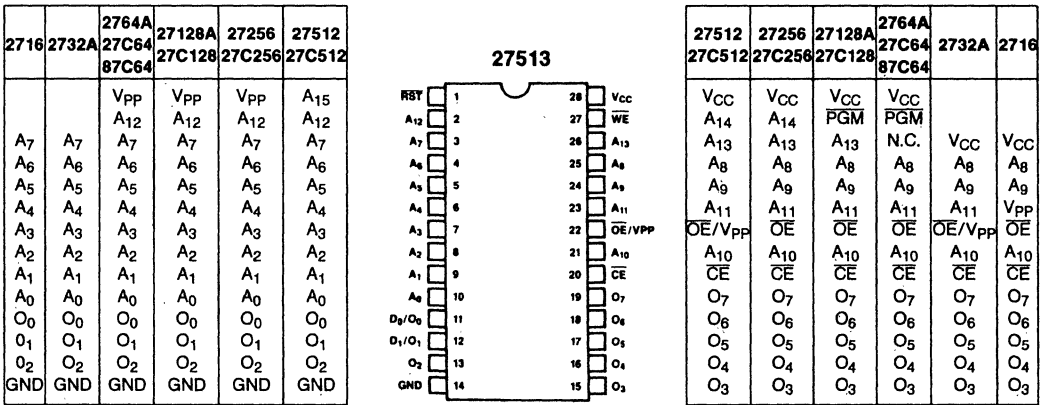 2716 2732A 2764A 27C64 87C64 27128A 27C128 27256 27C256 27512 27C512
VPP VPP VPP A15
A12 A12 A12 A12
A7 A7 A7 A7 A7 A7
A6 A6 A6 A6 A6 A6
A5 A5 A5 A5 A5 A5
A4 A4 A4 A4 A4 A4
A3 A3 A3 A3 A3 A3
A2 A2 A2 A2 A2 A2
A1 A1 A1 A1 A1 A1
A0 A0 A0 A0 A0 A0
O0 O0 O0 O0 O0 O0
01 O1 O1 O1 O1 O1
02 O2 O2 O2 O2 O2
GND GND GND GND GND GND
27513
RST 1 28 VCC
A12 2 27 WE
A7 3 26 A13
A6 4 25 A8
A5 5 24 A9
A4 6 23 A11
A3 7 22 OE/VPP
A2 8 21 A10
A1 9 20 CE
A0 10 19 O7
D0/O0 11 18 O6
D1/O1 12 17 O5
O2 13 16 O4
GND 14 15 O3
27512 27C512 27256 27C256 27128A 27C128 2764A 27C64 87C64 2732A 2716
VCC VCC VCC VCC
A14 A14 PGM PGM
A13 A13 A13 N.C. VCC VCC
A8 A8 A8 A8 A8 A8
A9 A9 A9 A9 A9 A9
A11 A11 A11 A11 A11 VPP
OE/VPP OE OE OE OE/VPP OE
A10 A10 A10 A10 A10 A10
CE CE CE CE CE CE
O7 O7 O7 O7 O7 O7
O6 O6 O6 O6 O6 O6
O5 O5 O5 O5 O5 O5
O4 O4 O4 O4 O4 O4
O3 O3 O3 O3 O3 O3